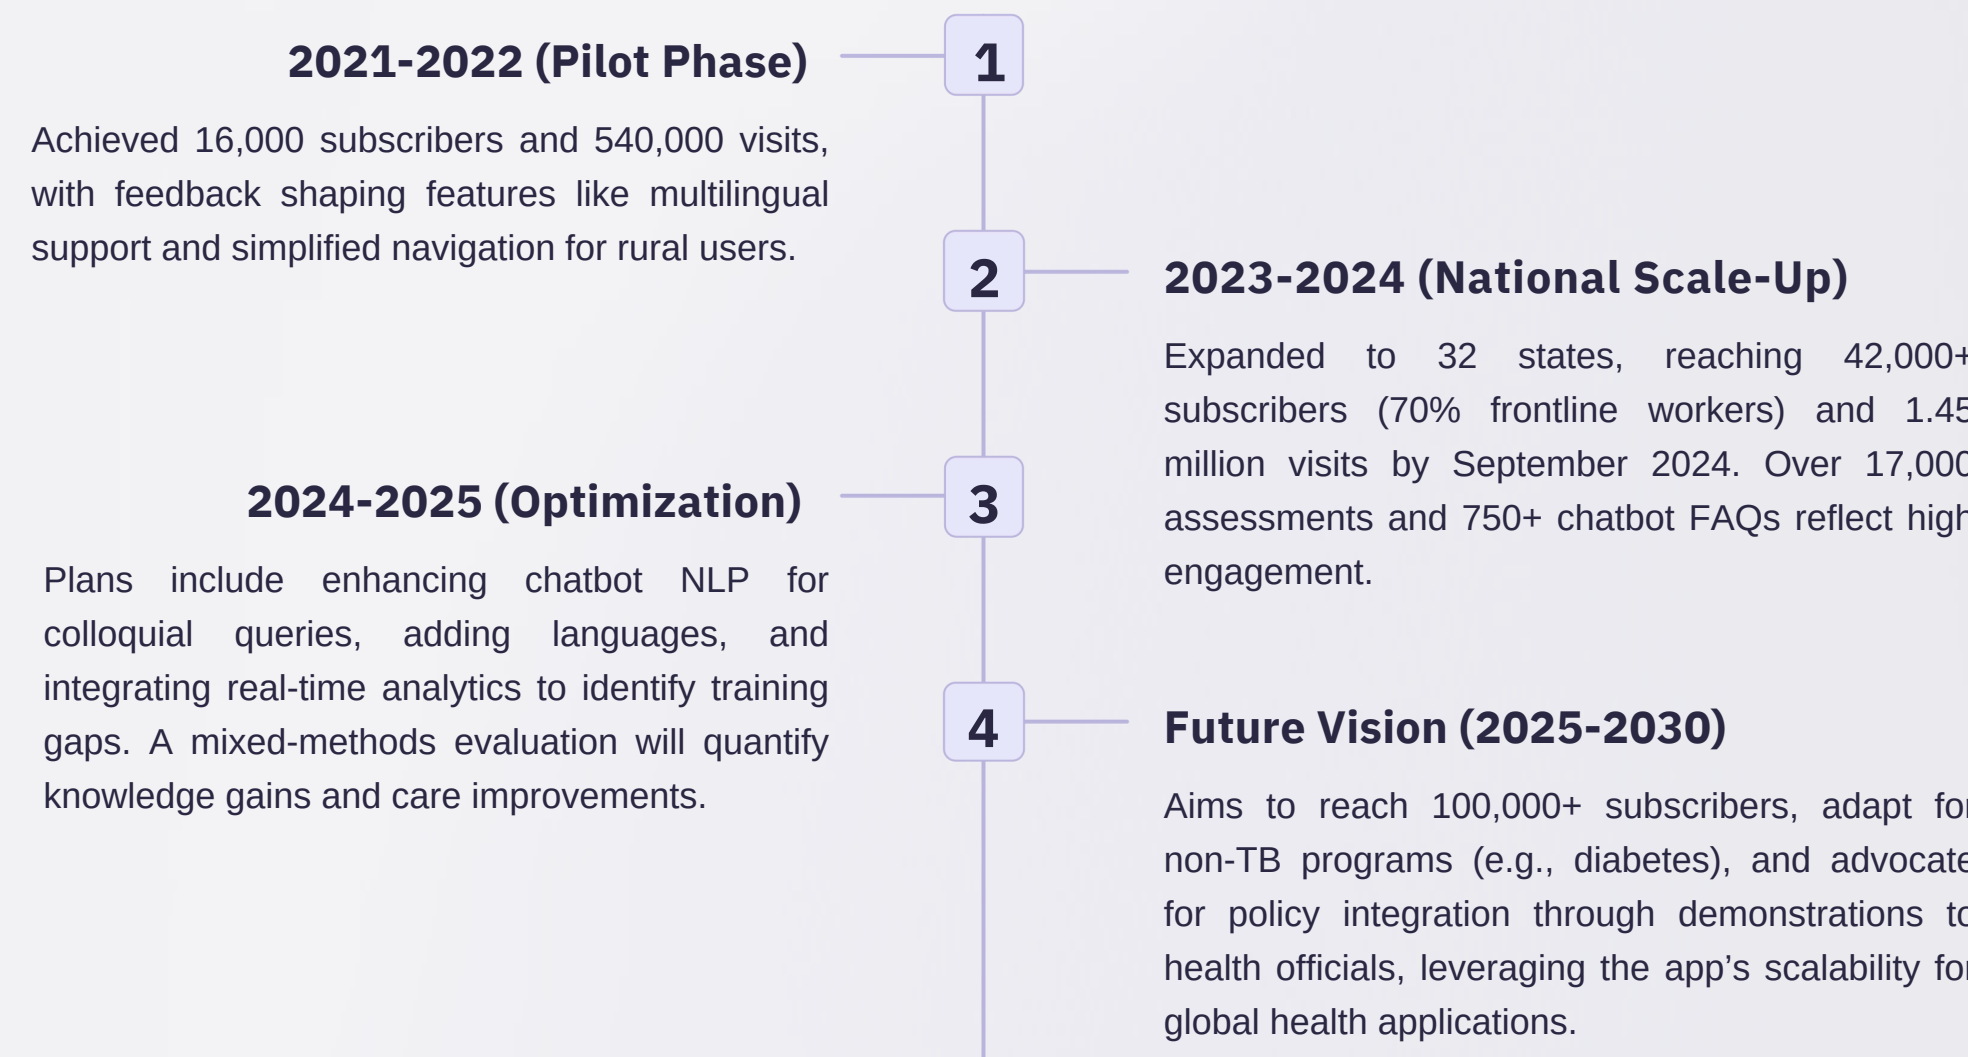 1
2021-2022 (Pilot Phase)
Achieved 16,000 subscribers and 540,000 visits,
with feedback shaping features like multilingual
support and simplified navigation for rural users.
2
2023-2024 (National Scale-Up)
Expanded to 32 states, reaching 42,000+
subscribers (70% frontline workers) and 1.45
million visits by September 2024. Over 17,000
assessments and 750+ chatbot FAQs reflect high
engagement.
3
2024-2025 (Optimization)
Plans include enhancing chatbot NLP for
colloquial queries, adding languages, and
integrating real-time analytics to identify training
gaps. A mixed-methods evaluation will quantify
knowledge gains and care improvements.
4
Future Vision (2025-2030)
Aims to reach 100,000+ subscribers, adapt for
non-TB programs (e.g., diabetes), and advocate
for policy integration through demonstrations to
health officials, leveraging the app’s scalability for
global health applications.